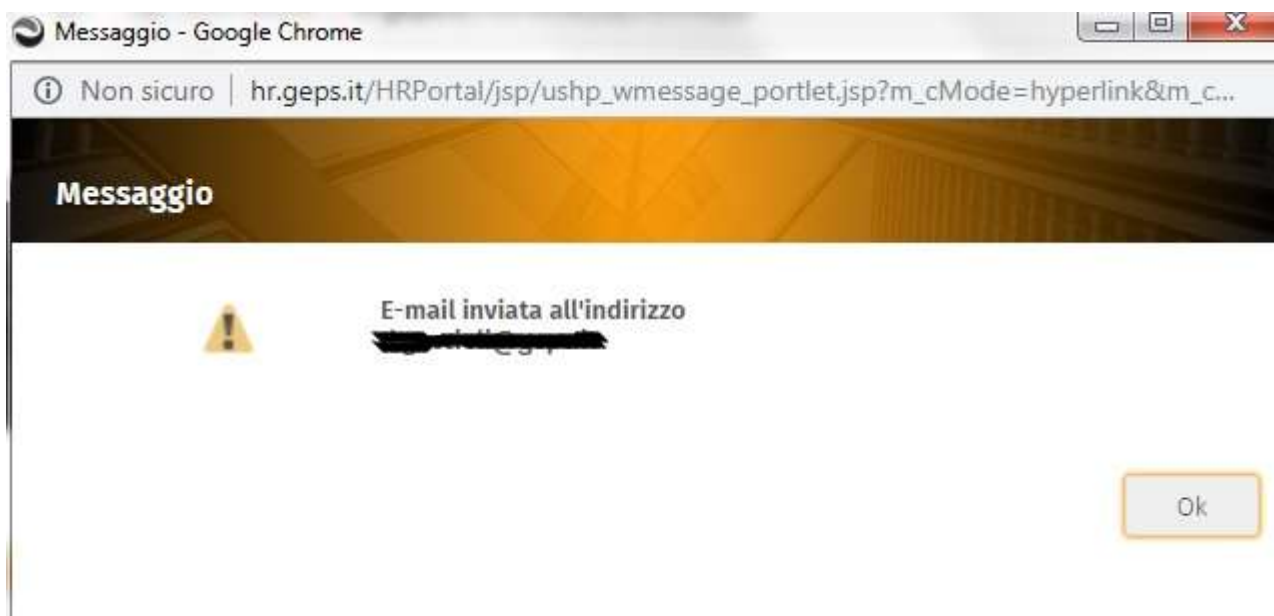 Messaggio - Google Chrome
Non sicuro | hr.geps.it/HRPortal/jsp/ushp_wmessage_portlet.jsp?m_cMode=hyperlink&m_c...
Messaggio
E-mail inviata all'indirizzo
Ok